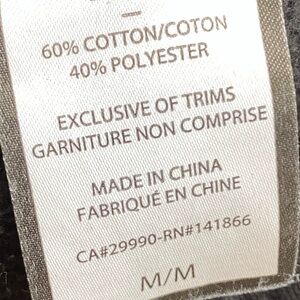 60% COTTON/COTON
40% POLYESTER
EXCLUSIVE OF TRIMS
GARNITURE NON COMPRISE
MADE IN CHINA
FABRIQUÉ EN CHINE
CA#29990-RN#141866
M/M